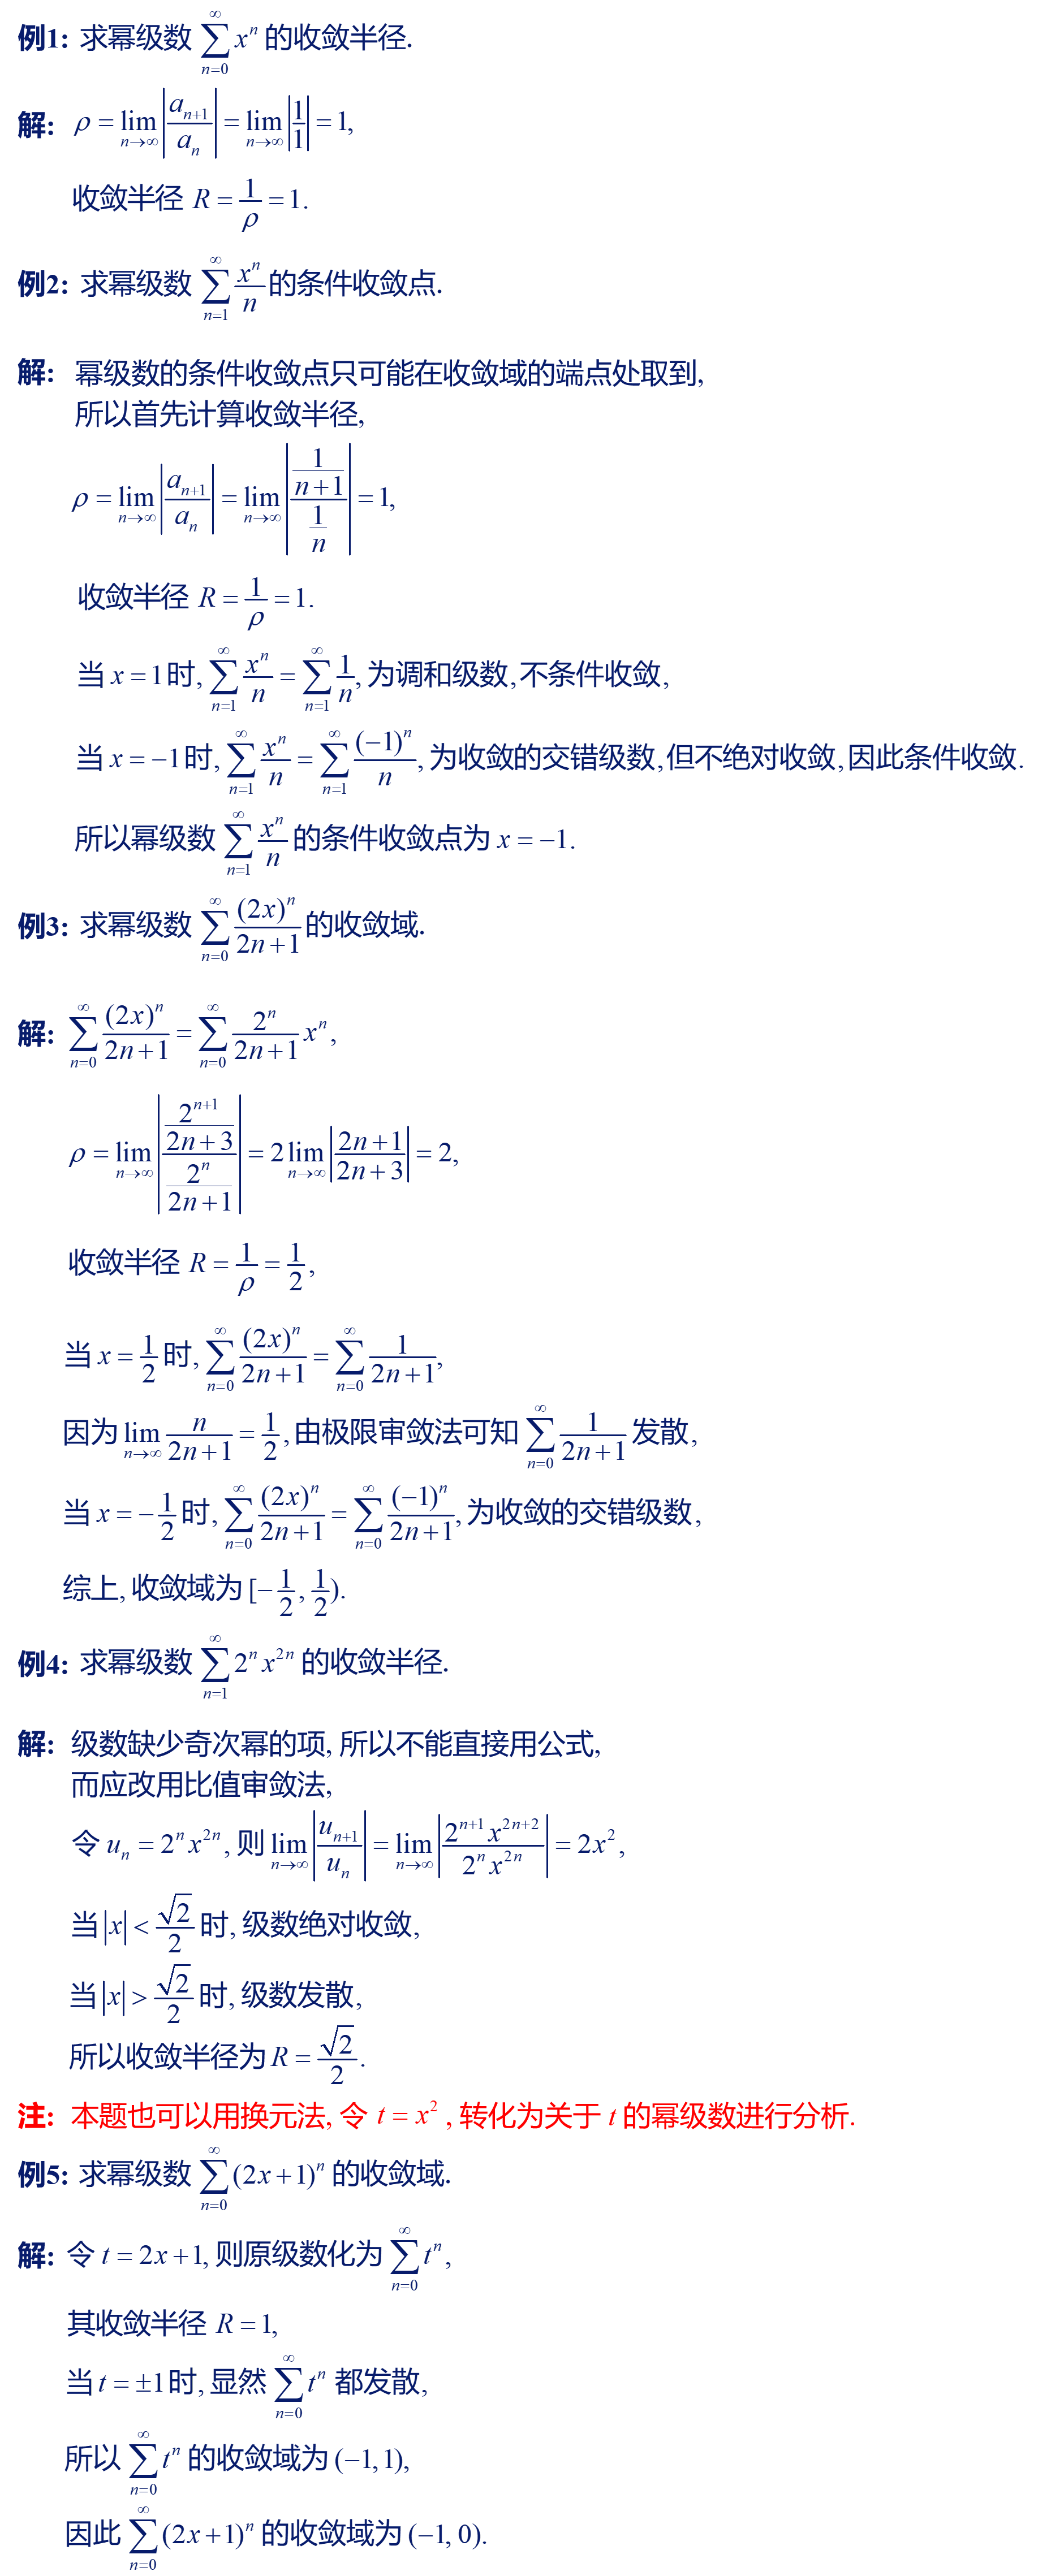 例1: 求幂级数 $\sum_{n=0}^{\infty} x^n$ 的收敛半径.
解: $\rho = \lim_{n\to\infty}\left|\frac{a_{n+1}}{a_n}\right| = \lim_{n\to\infty}\left|\frac{1}{1}\right| = 1,$
收敛半径 $R = \frac{1}{\rho} = 1.$
例2: 求幂级数 $\sum_{n=1}^{\infty} \frac{x^n}{n}$ 的条件收敛点.
解: 幂级数的条件收敛点只可能在收敛域的端点处取到,
所以首先计算收敛半径,
$\rho = \lim_{n\to\infty}\left|\frac{a_{n+1}}{a_n}\right| = \lim_{n\to\infty}\left|\frac{\frac{1}{n+1}}{\frac{1}{n}}\right| = 1,$
收敛半径 $R = \frac{1}{\rho} = 1.$
当 $x = 1$ 时, $\sum_{n=1}^{\infty} \frac{x^n}{n} = \sum_{n=1}^{\infty} \frac{1}{n},$ 为调和级数, 不条件收敛,
当 $x = -1$ 时, $\sum_{n=1}^{\infty} \frac{x^n}{n} = \sum_{n=1}^{\infty} \frac{(-1)^n}{n},$ 为收敛的交错级数, 但不绝对收敛, 因此条件收敛.
所以幂级数 $\sum_{n=1}^{\infty} \frac{x^n}{n}$ 的条件收敛点为 $x = -1.$
例3: 求幂级数 $\sum_{n=0}^{\infty} \frac{(2x)^n}{2n+1}$ 的收敛域.
解: $\sum_{n=0}^{\infty} \frac{(2x)^n}{2n+1} = \sum_{n=0}^{\infty} \frac{2^n}{2n+1} x^n,$
$\rho = \lim_{n\to\infty}\left|\frac{\frac{2^{n+1}}{2n+3}}{\frac{2^n}{2n+1}}\right| = 2\lim_{n\to\infty}\left|\frac{2n+1}{2n+3}\right| = 2,$
收敛半径 $R = \frac{1}{\rho} = \frac{1}{2},$
当 $x = \frac{1}{2}$ 时, $\sum_{n=0}^{\infty} \frac{(2x)^n}{2n+1} = \sum_{n=0}^{\infty} \frac{1}{2n+1},$
因为 $\lim_{n\to\infty} \frac{n}{2n+1} = \frac{1}{2},$ 由极限审敛法可知 $\sum_{n=0}^{\infty} \frac{1}{2n+1}$ 发散,
当 $x = -\frac{1}{2}$ 时, $\sum_{n=0}^{\infty} \frac{(2x)^n}{2n+1} = \sum_{n=0}^{\infty} \frac{(-1)^n}{2n+1},$ 为收敛的交错级数,
综上, 收敛域为 $[-\frac{1}{2}, \frac{1}{2}).$
例4: 求幂级数 $\sum_{n=1}^{\infty} 2^n x^{2n}$ 的收敛半径.
解: 级数缺少奇次幂的项, 所以不能直接用公式,
而应改用比值审敛法,
令 $u_n = 2^n x^{2n},$ 则 $\lim_{n\to\infty}\left|\frac{u_{n+1}}{u_n}\right| = \lim_{n\to\infty}\left|\frac{2^{n+1} x^{2n+2}}{2^n x^{2n}}\right| = 2x^2,$
当 $|x| < \frac{\sqrt{2}}{2}$ 时, 级数绝对收敛,
当 $|x| > \frac{\sqrt{2}}{2}$ 时, 级数发散,
所以收敛半径为 $R = \frac{\sqrt{2}}{2}.$
注: 本题也可以用换元法, 令 $t = x^2$, 转化为关于 $t$ 的幂级数进行分析.
例5: 求幂级数 $\sum_{n=0}^{\infty} (2x+1)^n$ 的收敛域.
解: 令 $t = 2x+1,$ 则原级数化为 $\sum_{n=0}^{\infty} t^n,$
其收敛半径 $R = 1,$
当 $t = \pm 1$ 时, 显然 $\sum_{n=0}^{\infty} t^n$ 都发散,
所以 $\sum_{n=0}^{\infty} t^n$ 的收敛域为 $(-1, 1),$
因此 $\sum_{n=0}^{\infty} (2x+1)^n$ 的收敛域为 $(-1, 0).$